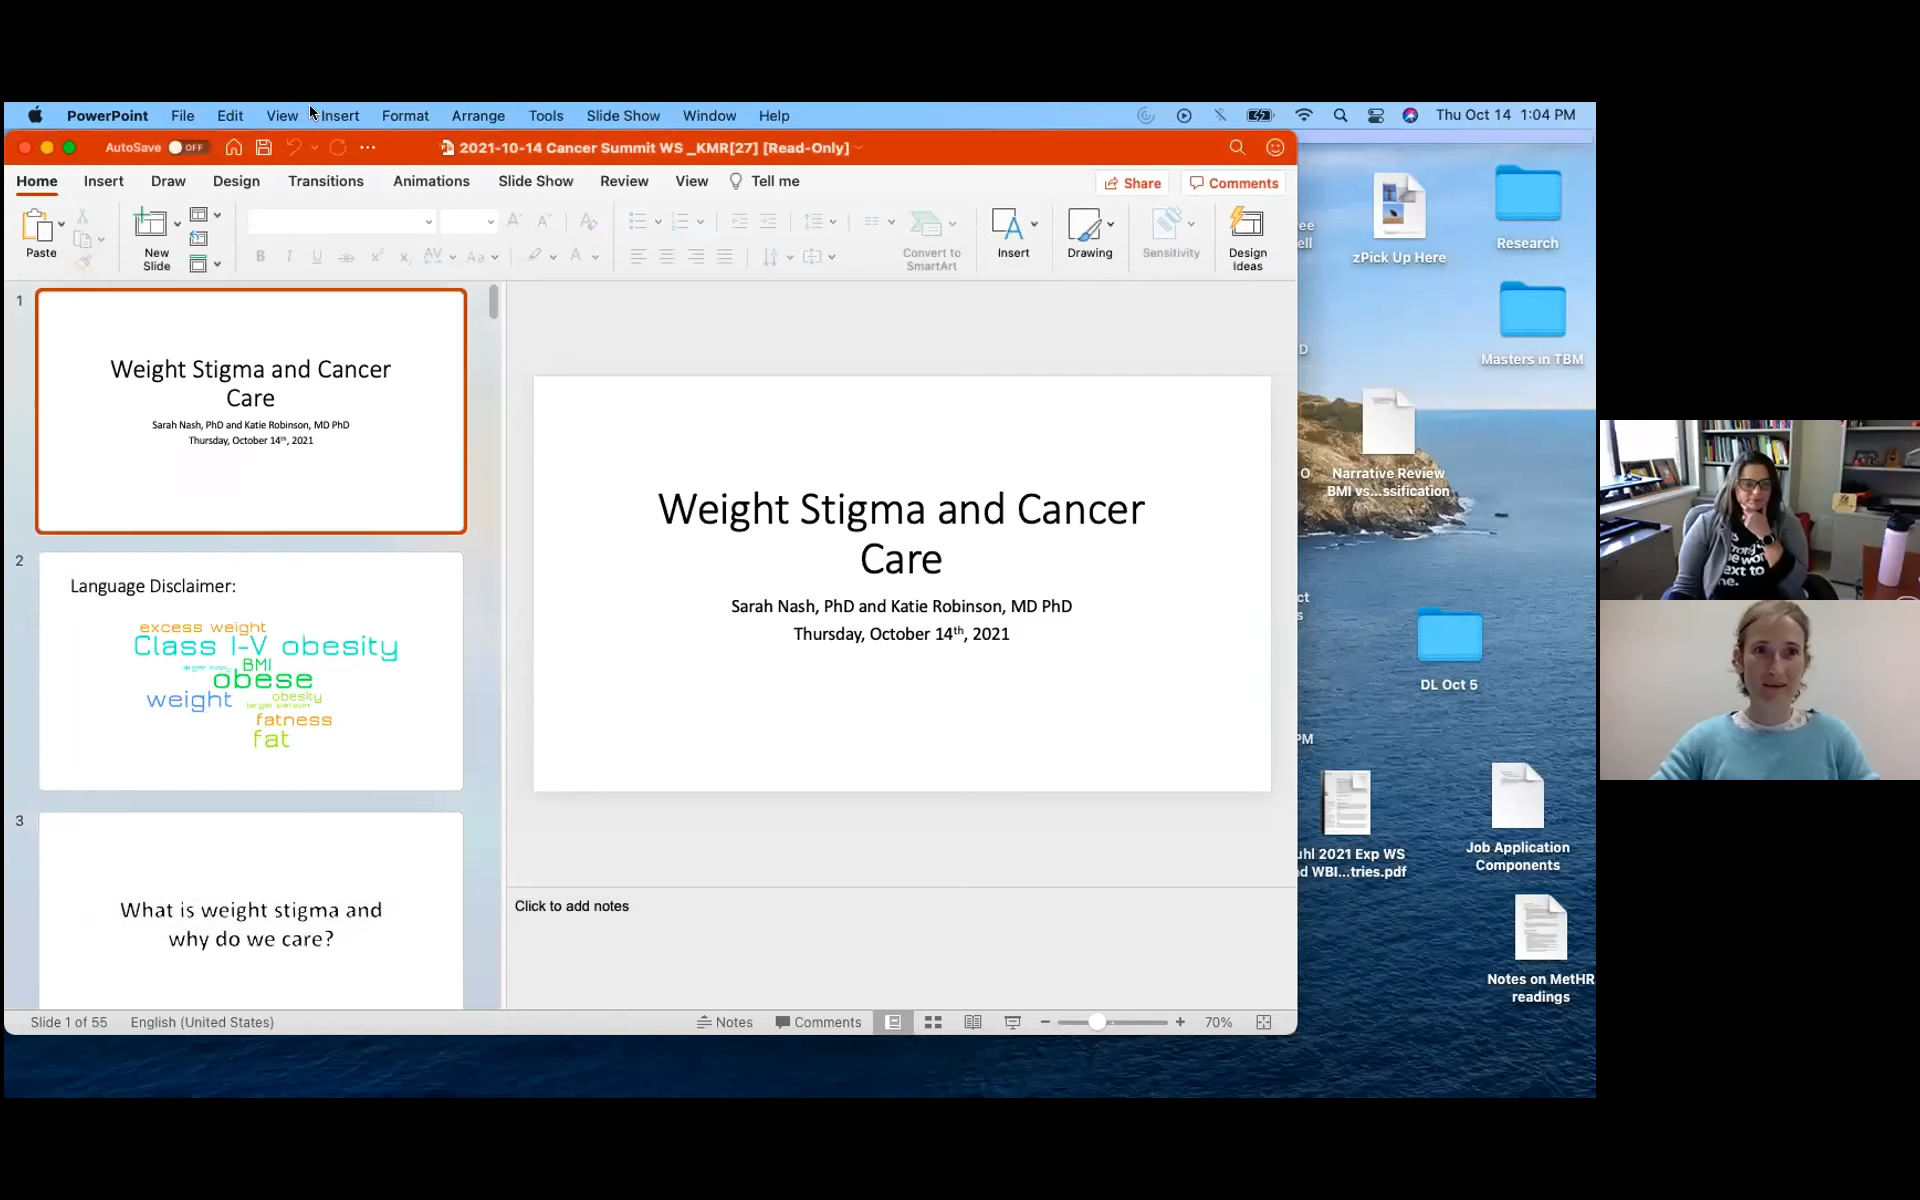 PowerPoint File Edit View Insert Format Arrange Tools Slide Show Window Help Thu Oct 14 1:04 PM
AutoSave OFF 2021-10-14 Cancer Summit WS _KMR[27] [Read-Only]
Home Insert Draw Design Transitions Animations Slide Show Review View Tell me Share Comments
Paste
New
Slide
Convert to
SmartArt
Insert
Drawing
Sensitivity
Design
Ideas
1
Weight Stigma and Cancer
Care
Sarah Nash, PhD and Katie Robinson, MD PhD
Thursday, October 14th, 2021
2
Language Disclaimer:
excess weight
Class I-V obesity
BMI
obese
weight
obesity
larger person
fatness
fat
3
What is weight stigma and
why do we care?
Weight Stigma and Cancer
Care
Sarah Nash, PhD and Katie Robinson, MD PhD
Thursday, October 14th, 2021
Click to add notes
Slide 1 of 55 English (United States) Notes Comments 70%
zPick Up Here
Research
Masters in TBM
Narrative Review
BMI vs...ssification
DL Oct 5
PM
uhl 2021 Exp WS
d WBI...tries.pdf
Job Application
Components
Notes on MetHR
readings
ext to
me.